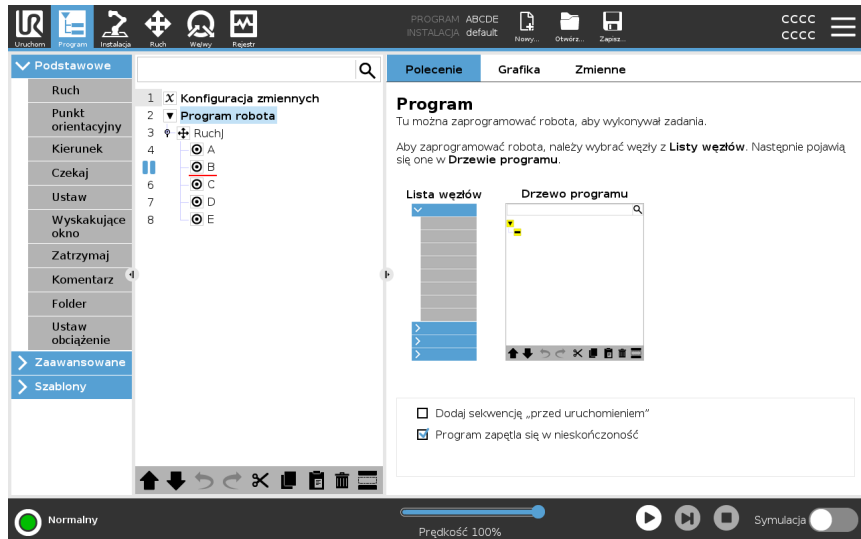 UR
PROGRAM ABCDE
INSTALACJA default
Nowy...
Otwórz...
Zapisz...
cccc
cccc
Uruchom
Program
Instalacja
Ruch
We/wy
Rejestr
Podstawowe
Ruch
Punkt
orientacyjny
Kierunek
Czekaj
Ustaw
Wyskakujące
okno
Zatrzymaj
Komentarz
Folder
Ustaw
obciążenie
Zaawansowane
Szablony
1 X Konfiguracja zmiennych
2 Program robota
3 RuchJ
4 A
B
6 C
7 D
8 E
Polecenie
Grafika
Zmienne
Program
Tu można zaprogramować robota, aby wykonywał zadania.
Aby zaprogramować robota, należy wybrać węzły z Listy węzłów. Następnie pojawią
się one w Drzewie programu.
Lista węzłów
Drzewo programu
Dodaj sekwencję „przed uruchomieniem”
Program zapętla się w nieskończoność
Normalny
Prędkość 100%
Symulacja